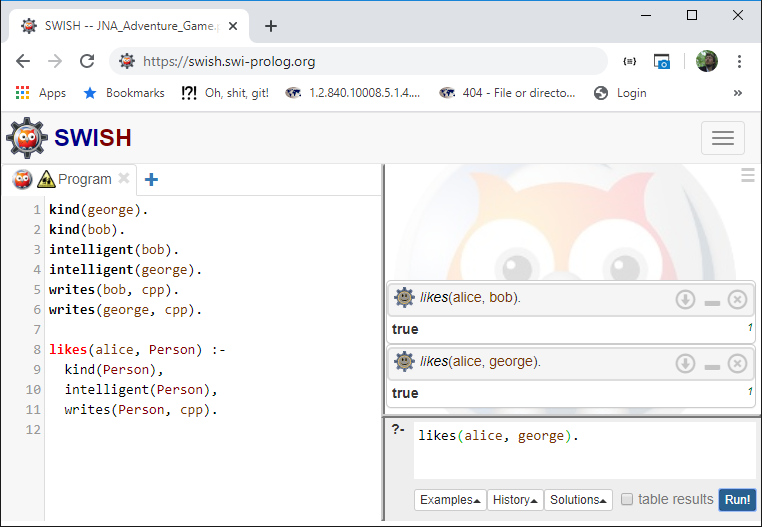 SWISH -- JNA_Adventure_Game.
https://swish.swi-prolog.org
Apps Bookmarks Oh, shit, git! 1.2.840.10008.5.1.4.... 404 - File or directo... Login »
SWISH
Program
1 kind(george).
2 kind(bob).
3 intelligent(bob).
4 intelligent(george).
5 writes(bob, cpp).
6 writes(george, cpp).
7
8 likes(alice, Person) :-
9 kind(Person),
10 intelligent(Person),
11 writes(Person, cpp).
12
likes(alice, bob).
true 1
likes(alice, george).
true 1
?- likes(alice, george).
Examples History Solutions table results Run!